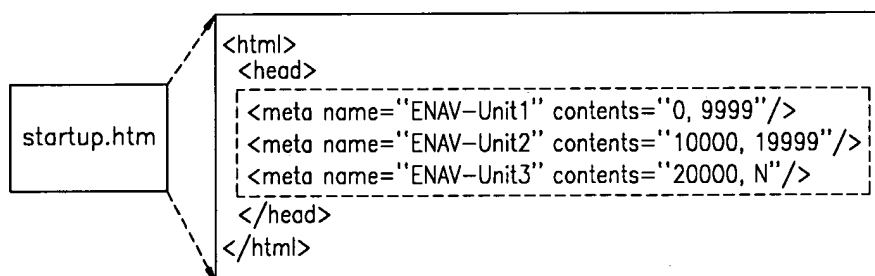 startup.htm
<html>
<head>
<meta name="ENAV-Unit1" contents="0, 9999"/>
<meta name="ENAV-Unit2" contents="10000, 19999"/>
<meta name="ENAV-Unit3" contents="20000, N"/>
</head>
</html>